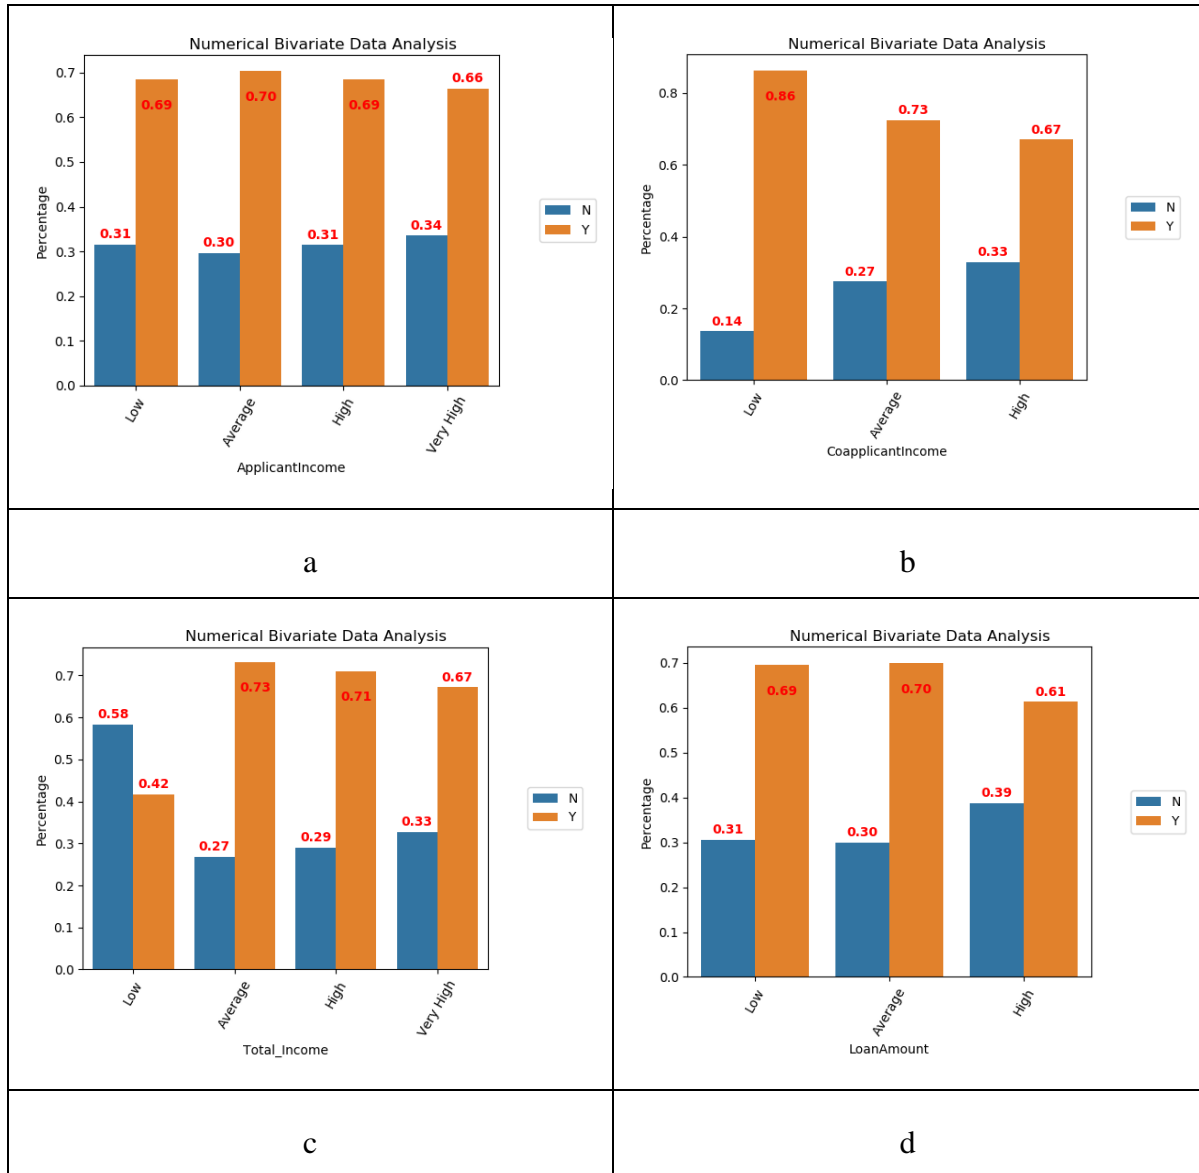 Numerical Bivariate Data Analysis
0.7
0.6
0.5
0.4
0.3
0.2
0.1
0.0
Percentage
0.31
0.69
0.30
0.70
0.31
0.69
0.34
0.66
N
Y
Low
Average
High
Very High
ApplicantIncome
Numerical Bivariate Data Analysis
0.8
0.6
0.4
0.2
0.0
Percentage
0.14
0.86
0.27
0.73
0.33
0.67
N
Y
Low
Average
High
CoapplicantIncome
a
b
Numerical Bivariate Data Analysis
0.7
0.6
0.5
0.4
0.3
0.2
0.1
0.0
Percentage
0.58
0.42
0.27
0.73
0.29
0.71
0.33
0.67
N
Y
Low
Average
High
Very High
Total_Income
Numerical Bivariate Data Analysis
0.7
0.6
0.5
0.4
0.3
0.2
0.1
0.0
Percentage
0.31
0.69
0.30
0.70
0.39
0.61
N
Y
Low
Average
High
LoanAmount
c
d